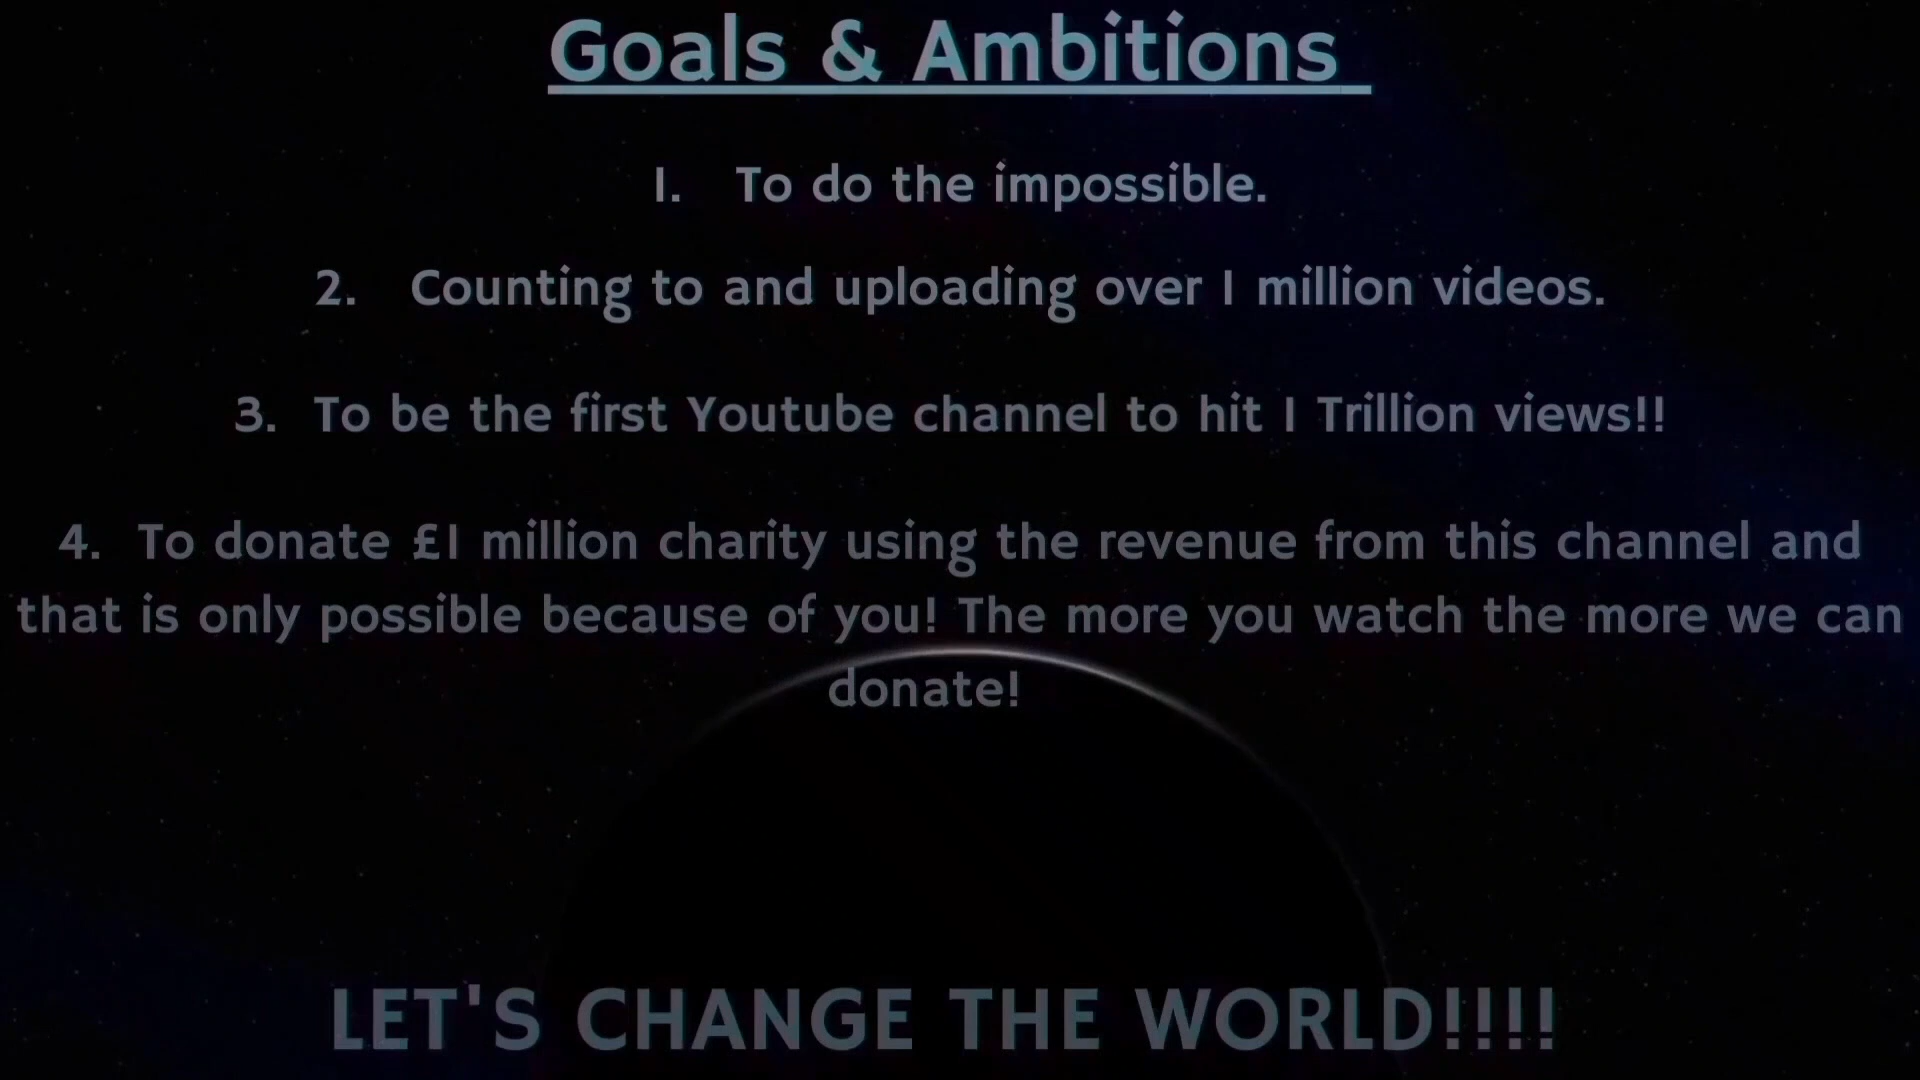 Goals & Ambitions
1. To do the impossible.
2. Counting to and uploading over 1 million videos.
3. To be the first Youtube channel to hit 1 Trillion views!!
4. To donate £1 million charity using the revenue from this channel and
that is only possible because of you! The more you watch the more we can
donate!
LET'S CHANGE THE WORLD!!!!